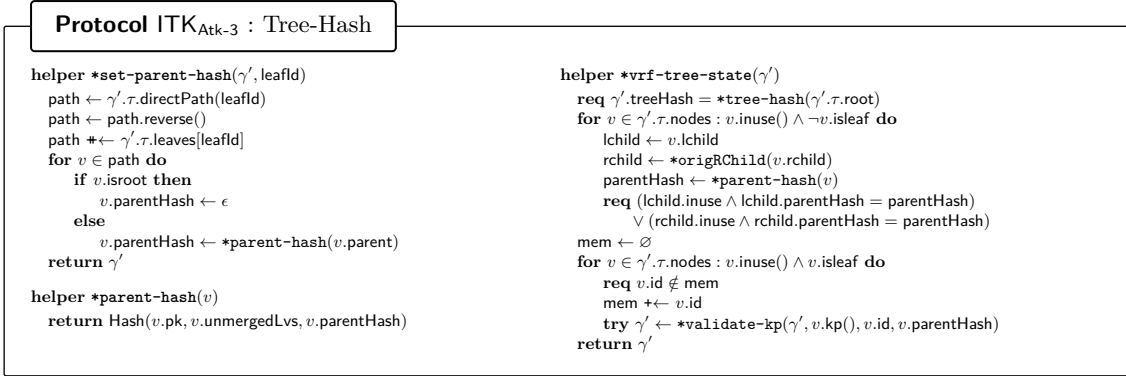 Protocol ITK_Atk-3 : Tree-Hash
helper *set-parent-hash(γ′, leafId)
path ← γ′.τ.directPath(leafId)
path ← path.reverse()
path ⧺← γ′.τ.leaves[leafId]
for v ∈ path do
if v.isroot then
v.parentHash ← ϵ
else
v.parentHash ← *parent-hash(v.parent)
return γ′
helper *parent-hash(v)
return Hash(v.pk, v.unmergedLvs, v.parentHash)
helper *vrf-tree-state(γ′)
req γ′.treeHash = *tree-hash(γ′.τ.root)
for v ∈ γ′.τ.nodes : v.inuse() ∧ ¬v.isleaf do
lchild ← v.lchild
rchild ← *origRChild(v.rchild)
parentHash ← *parent-hash(v)
req (lchild.inuse ∧ lchild.parentHash = parentHash)
∨ (rchild.inuse ∧ rchild.parentHash = parentHash)
mem ← ∅
for v ∈ γ′.τ.nodes : v.inuse() ∧ v.isleaf do
req v.id ∉ mem
mem +← v.id
try γ′ ← *validate-kp(γ′, v.kp(), v.id, v.parentHash)
return γ′